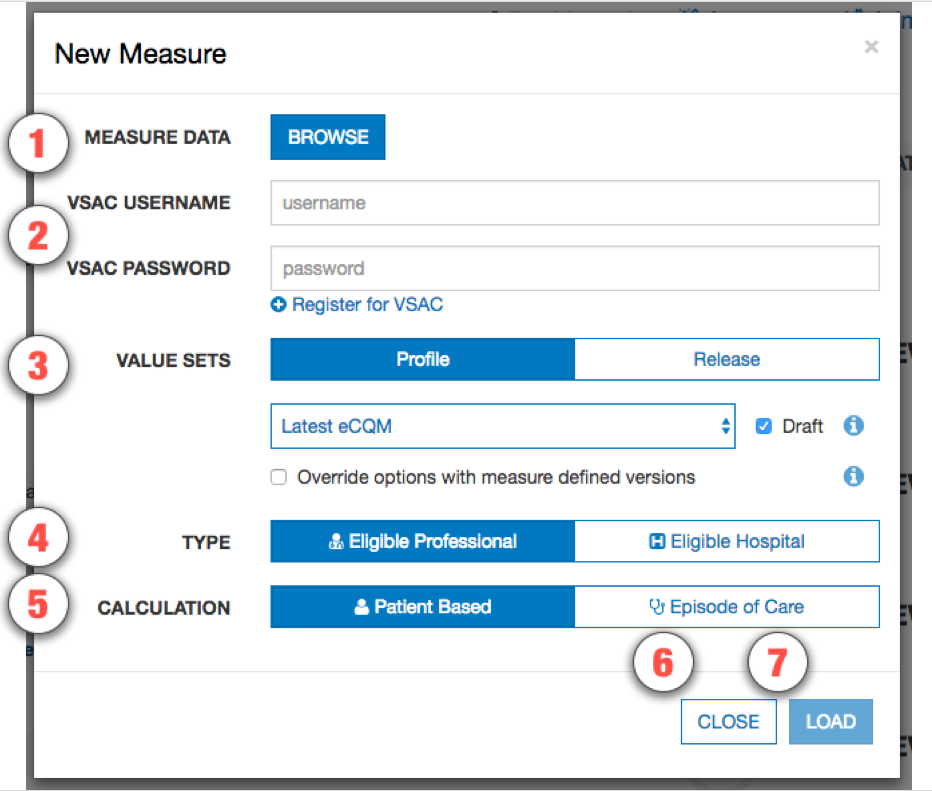 New Measure ×
1 MEASURE DATA BROWSE
VSAC USERNAME username
2
VSAC PASSWORD password
Register for VSAC
3 VALUE SETS Profile Release
Latest eCQM Draft
Override options with measure defined versions
4 TYPE Eligible Professional Eligible Hospital
5 CALCULATION Patient Based Episode of Care
6 7
CLOSE LOAD